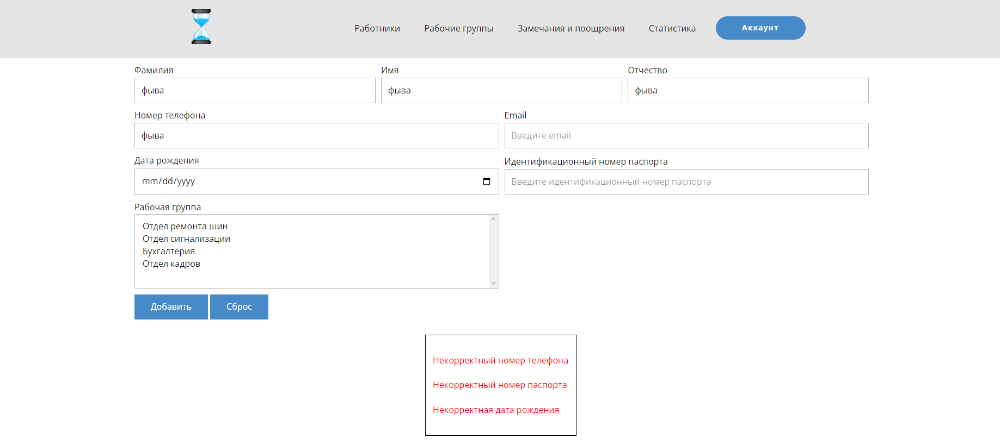 Работники Рабочие группы Замечания и поощрения Статистика Аккаунт
Фамилия Имя Отчество
фыва фыва фыва
Номер телефона Email
фыва Введите email
Дата рождения Идентификационный номер паспорта
mm/dd/yyyy Введите идентификационный номер паспорта
Рабочая группа
Отдел ремонта шин
Отдел сигнализации
Бухгалтерия
Отдел кадров
Добавить Сброс
Некорректный номер телефона
Некорректный номер паспорта
Некорректная дата рождения